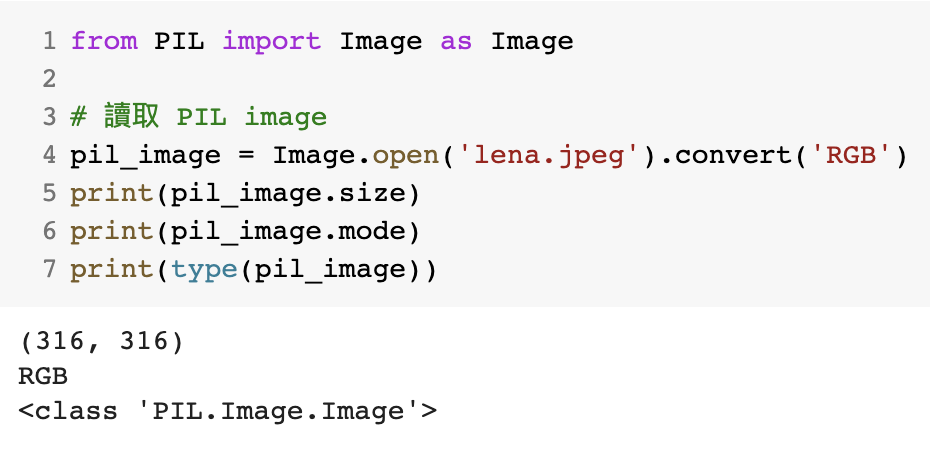 1 from PIL import Image as Image
2
3 # 讀取 PIL image
4 pil_image = Image.open('lena.jpeg').convert('RGB')
5 print(pil_image.size)
6 print(pil_image.mode)
7 print(type(pil_image))
(316, 316)
RGB
<class 'PIL.Image.Image'>